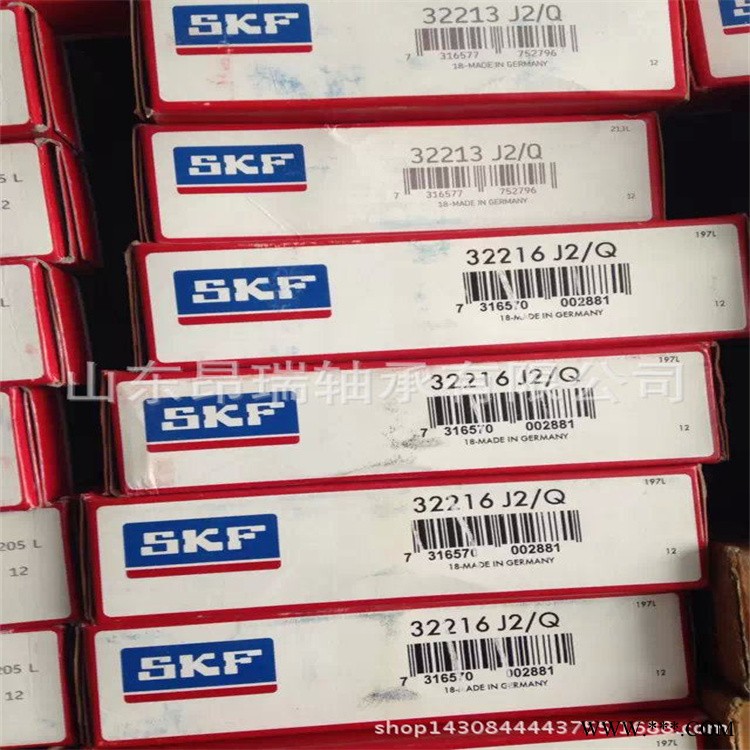 SKF
32213 J2/Q
7 316577 752796
18-MADE IN GERMANY
12
213L
SKF
32213 J2/Q
7 316577 752796
18-MADE IN GERMANY
12
197L
SKF
32216 J2/Q
7 316570 002881
18-MADE IN GERMANY
12
山东昂瑞轴承有限公司
197L
SKF
32216 J2/Q
7 316570 002881
18-MADE IN GERMANY
12
197L
SKF
32216 J2/Q
7 316570 002881
18-MADE IN GERMANY
12
197L
SKF
32216 J2/Q
7 316570 002881
18-MADE IN GERMANY
12
205 L
12
205 L
12
205 L
12
197L